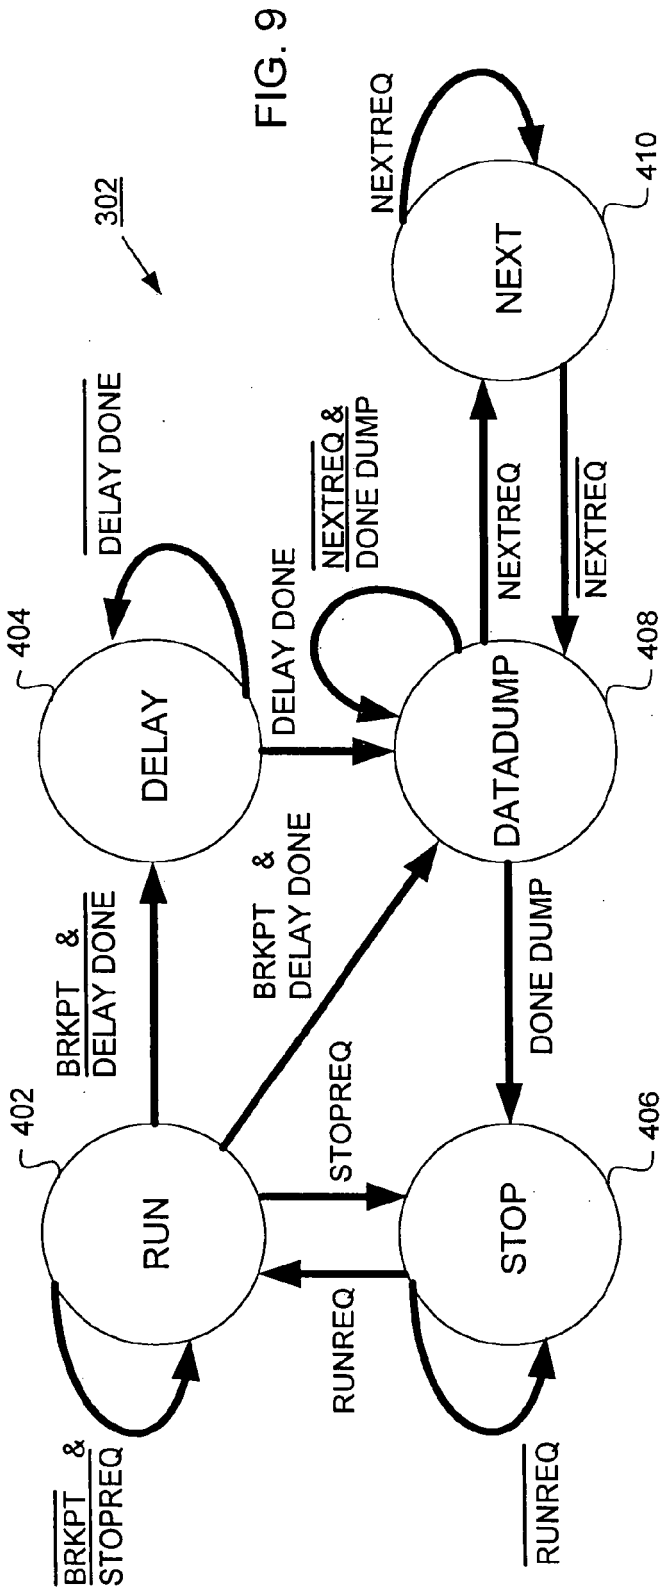 FIG. 9
302
402
RUN
BRKPT &
STOPREQ
BRKPT &
DELAY DONE
404
DELAY
DELAY DONE
DELAY DONE
BRKPT &
DELAY DONE
STOPREQ
RUNREQ
406
STOP
RUNREQ
DONE DUMP
408
DATADUMP
NEXTREQ &
DONE DUMP
NEXTREQ
NEXTREQ
410
NEXT
NEXTREQ